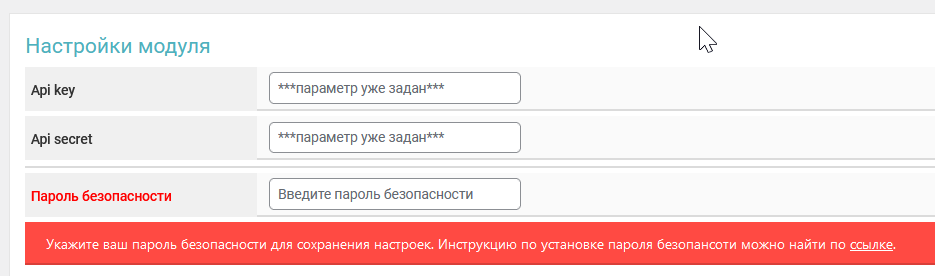 Настройки модуля
Api key
***параметр уже задан***
Api secret
***параметр уже задан***
Пароль безопасности
Введите пароль безопасности
Укажите ваш пароль безопасности для сохранения настроек. Инструкцию по установке пароля безопансоти можно найти по ссылке.